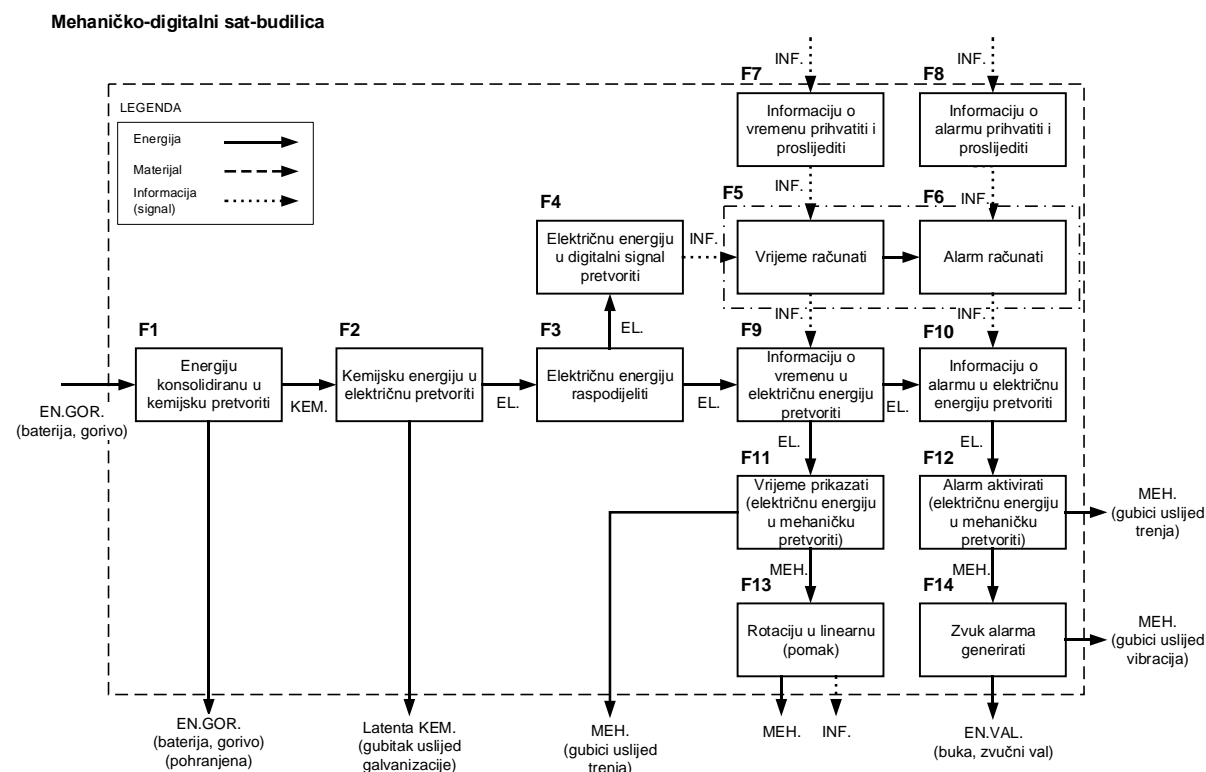 Mehaničko-digitalni sat-budilica
INF.
INF.
F7
F8
LEGENDA
Energija
Materijal
Informacija
(signal)
Informaciju o
vremenu prihvatiti i
proslijediti
Informaciju o
alarmu prihvatiti i
proslijediti
INF.
INF.
F4
F5
F6
Električnu energiju
u digitalni signal
pretvoriti
INF.
Vrijeme računati
Alarm računati
INF.
INF.
EL.
F1
F2
F3
F9
F10
Energiju
konsolidiranu u
kemijsku pretvoriti
Kemijsku energiju u
električnu pretvoriti
Električnu energiju
raspodijeliti
Informaciju o
vremenu u
električnu energiju
pretvoriti
Informaciju o
alarmu u električnu
energiju pretvoriti
EN.GOR.
(baterija, gorivo)
KEM.
EL.
EL.
EL.
EL.
EL.
F11
F12
Vrijeme prikazati
(električnu energiju
u mehaničku
pretvoriti)
Alarm aktivirati
(električnu energiju
u mehaničku
pretvoriti)
MEH.
(gubici uslijed
trenja)
MEH.
MEH.
F13
F14
Rotaciju u linearnu
(pomak)
Zvuk alarma
generirati
MEH.
(gubici uslijed
vibracija)
EN.GOR.
(baterija, gorivo)
(pohranjena)
Latenta KEM.
(gubitak uslijed
galvanizacije)
MEH.
(gubici uslijed
trenja)
MEH.
INF.
EN.VAL.
(buka, zvučni val)